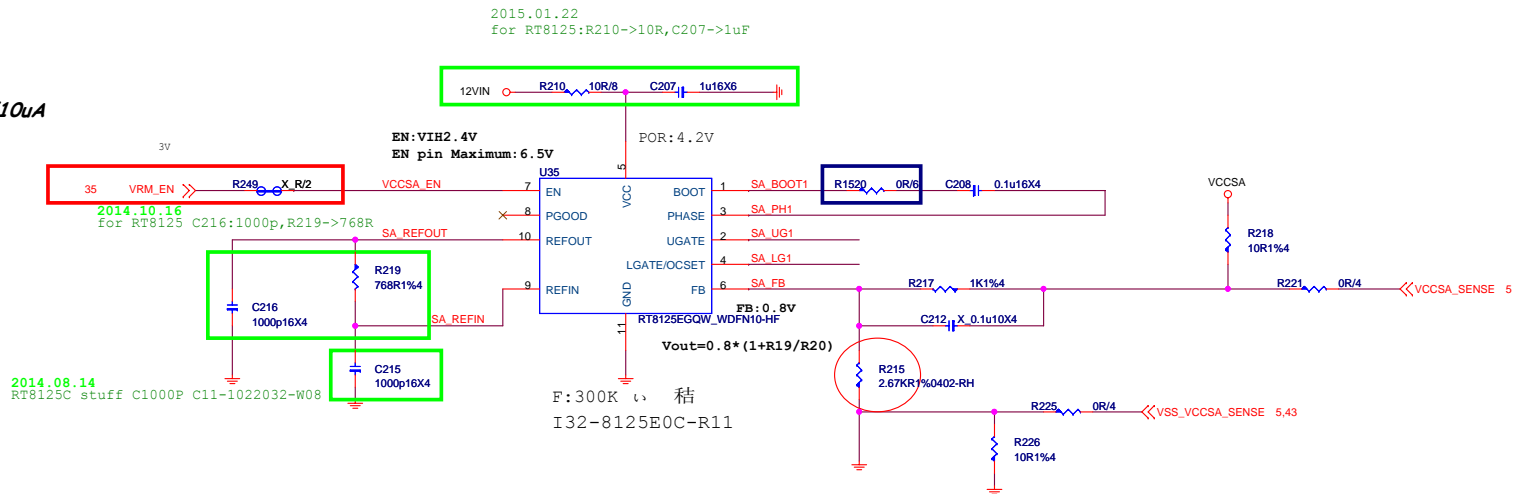 2015.01.22
for RT8125:R210->10R,C207->1uF
12VIN
R210
10R/8
C207
1u16X6
10uA
EN:VIH2.4V
EN pin Maximum:6.5V
POR:4.2V
3V
35
VRM_EN
R249
X_R/2
VCCSA_EN
2014.10.16
for RT8125 C216:1000p,R219->768R
U35
5
VCC
7
EN
8
PGOOD
10
REFOUT
9
REFIN
BOOT
1
PHASE
3
UGATE
2
LGATE/OCSET
4
FB
6
GND
11
RT8125EGQW_WDFN10-HF
SA_BOOT1
R1520
0R/6
C208
0.1u16X4
SA_PH1
SA_UG1
SA_LG1
SA_FB
FB:0.8V
Vout=0.8*(1+R19/R20)
SA_REFOUT
R219
768R1%4
C216
1000p16X4
SA_REFIN
C215
1000p16X4
2014.08.14
RT8125C stuff C1000P C11-1022032-W08
F:300K ぃ 秸
I32-8125E0C-R11
VCCSA
R218
10R1%4
R217
1K1%4
R221
0R/4
VCCSA_SENSE 5
C212
X_0.1u10X4
R215
2.67KR1%0402-RH
R225
0R/4
VSS_VCCSA_SENSE 5,43
R226
10R1%4